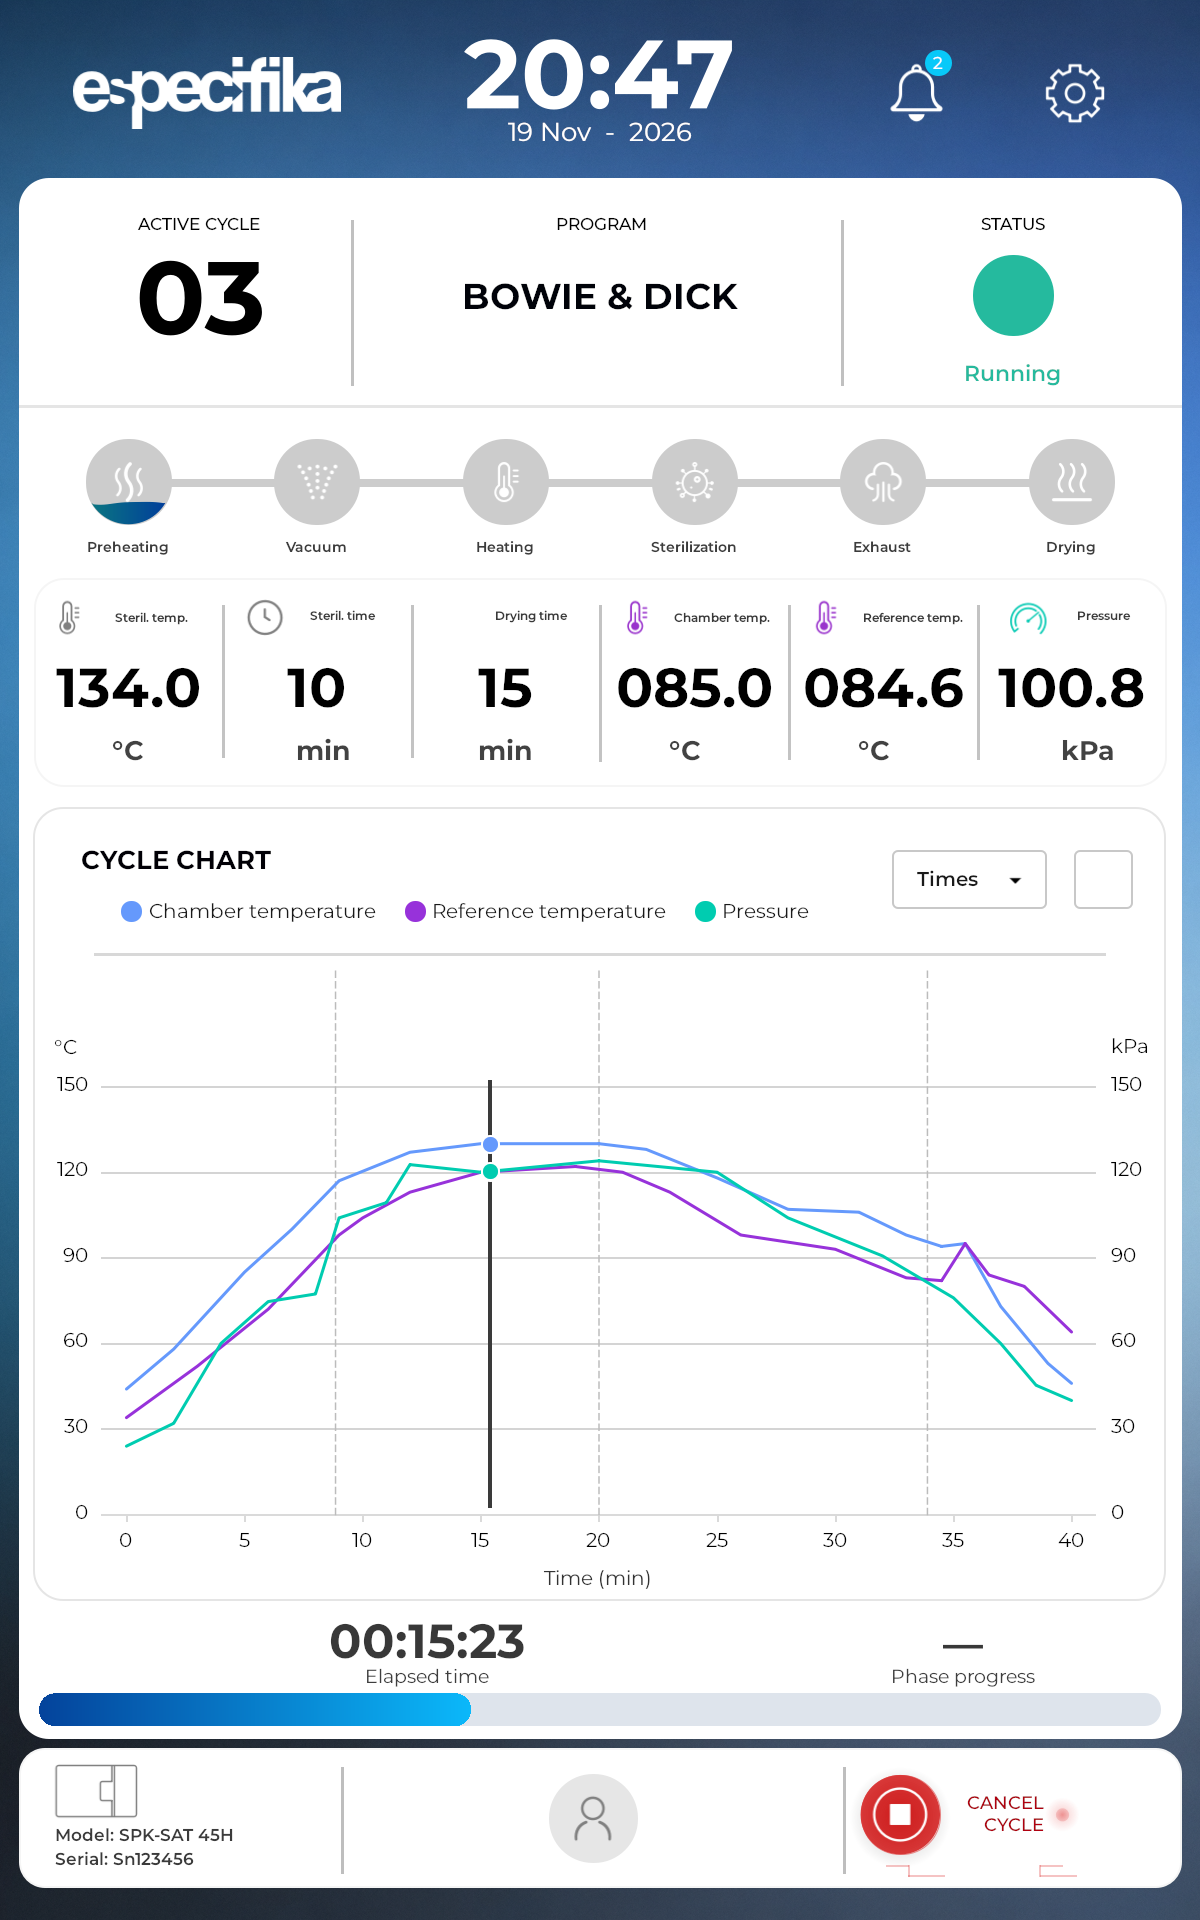 especifika
20:47
2
19 Nov - 2026
ACTIVE CYCLE
PROGRAM
STATUS
03
BOWIE & DICK
Running
Preheating
Vacuum
Heating
Sterilization
Exhaust
Drying
Steril. temp.
Steril. time
Drying time
Chamber temp.
Reference temp.
Pressure
134.0
10
15
085.0
084.6
100.8
°C
min
min
°C
°C
kPa
CYCLE CHART
Times
Chamber temperature
Reference temperature
Pressure
°C
kPa
150
150
120
120
90
90
60
60
30
30
0
0
0
5
10
15
20
25
30
35
40
Time (min)
00:15:23
—
Elapsed time
Phase progress
Model: SPK-SAT 45H
Serial: Sn123456
CANCEL
CYCLE